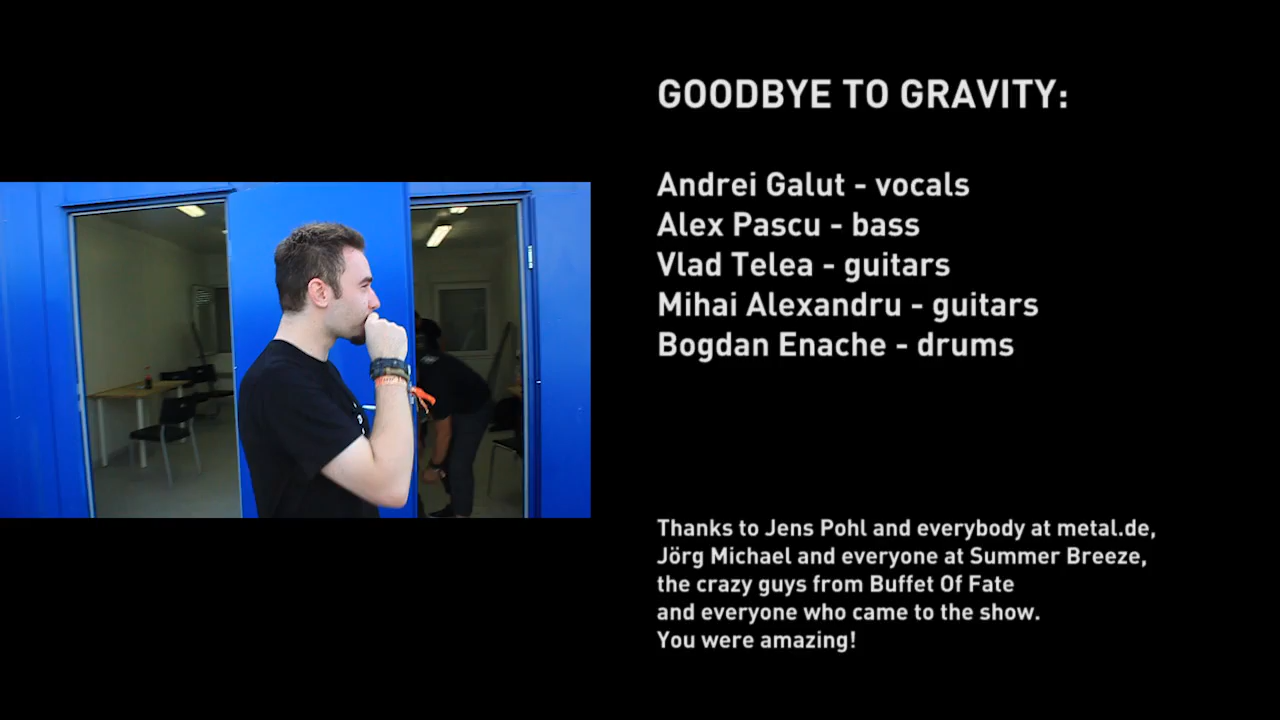 GOODBYE TO GRAVITY:
Andrei Galut - vocals
Alex Pascu - bass
Vlad Telea - guitars
Mihai Alexandru - guitars
Bogdan Enache - drums
Thanks to Jens Pohl and everybody at metal.de,
Jörg Michael and everyone at Summer Breeze,
the crazy guys from Buffet Of Fate
and everyone who came to the show.
You were amazing!